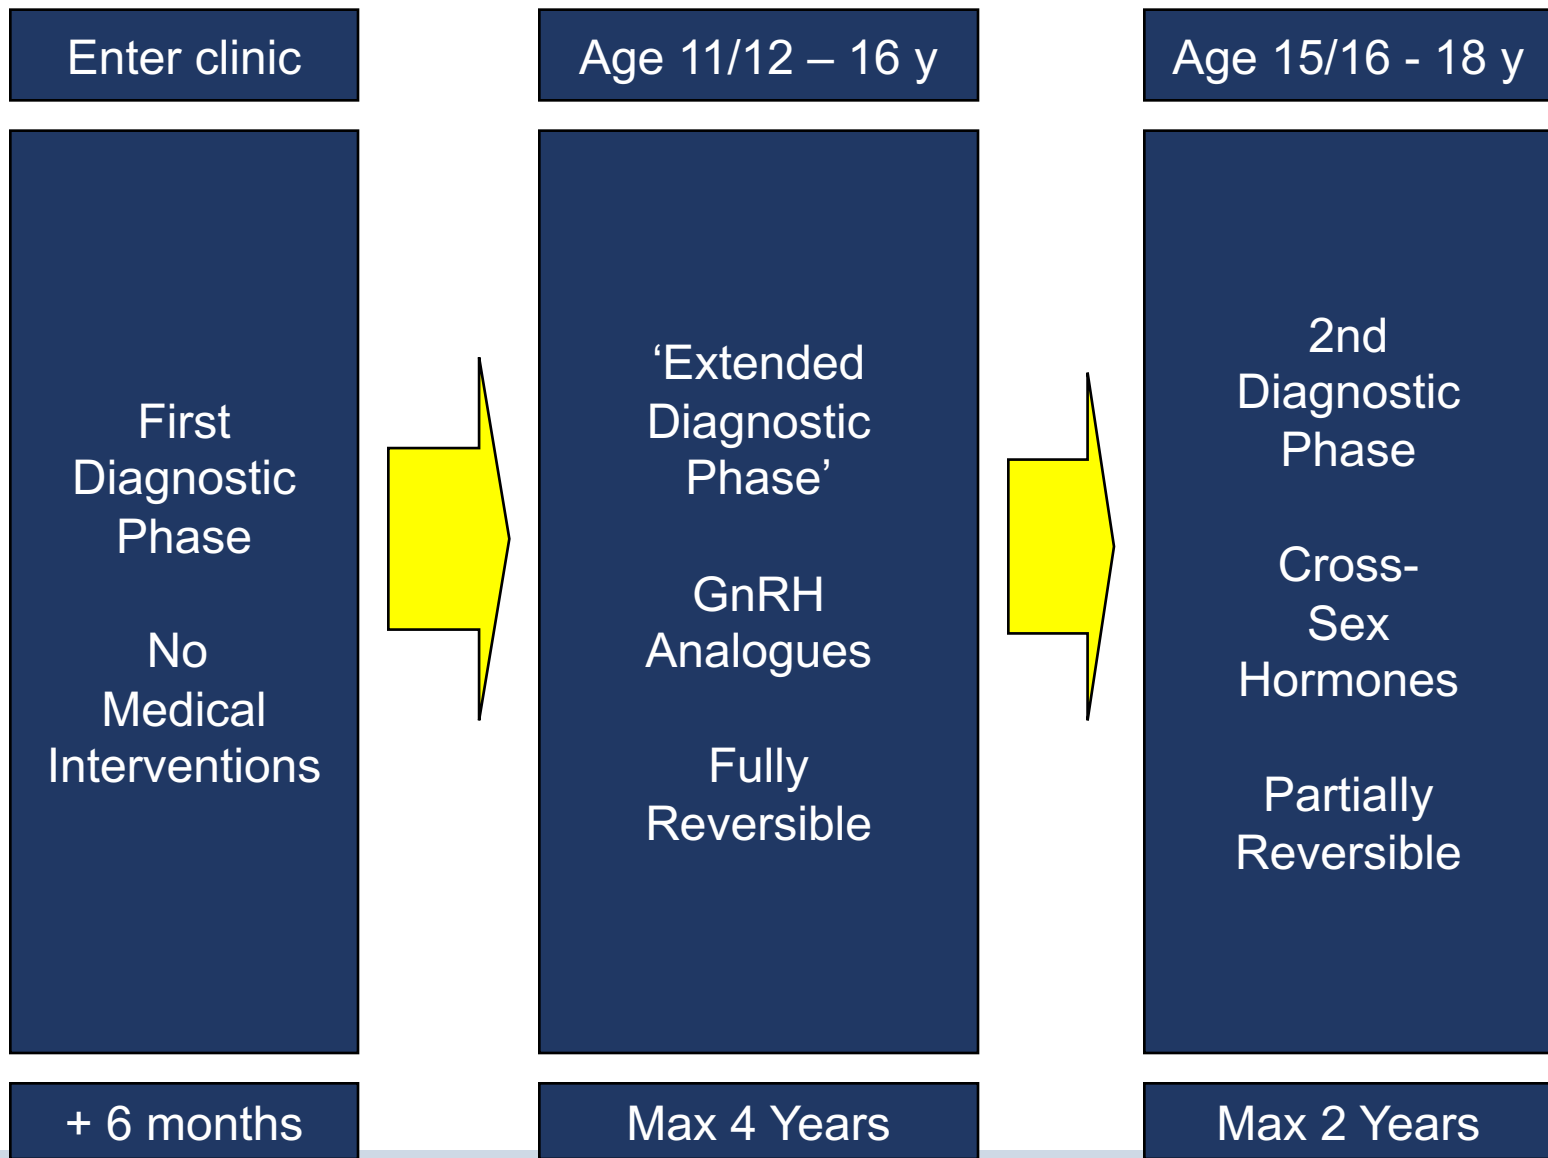 Enter clinic
Age 11/12 – 16 y
Age 15/16 - 18 y
First
Diagnostic
Phase
No
Medical
Interventions
‘Extended
Diagnostic
Phase’
GnRH
Analogues
Fully
Reversible
2nd
Diagnostic
Phase
Cross-
Sex
Hormones
Partially
Reversible
+ 6 months
Max 4 Years
Max 2 Years